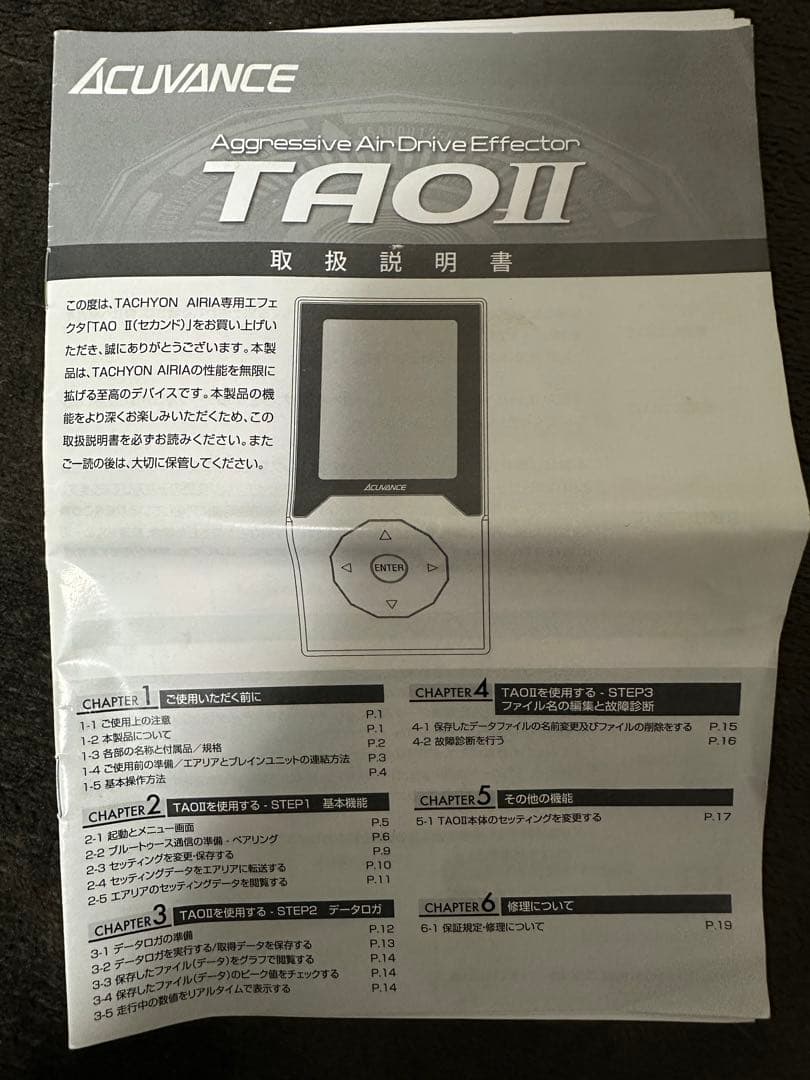 ACUVANCE
Aggressive Air Drive Effector
TAOII
取扱説明書
この度は、TACHYON AIRIA専用エフェ
クタ「TAO II(セカンド)」をお買い上げい
ただき、誠にありがとうございます。本製
品は、TACHYON AIRIAの性能を無限に
拡げる至高のデバイスです。本製品の機
能をより深くお楽しみいただくため、この
取扱説明書を必ずお読みください。また
ご一読の後は、大切に保管してください。
ACUVANCE
ENTER
CHAPTER 1 ご使用いただく前に
1-1 ご使用上の注意 P.1
1-2 本製品について P.1
1-3 各部の名称と付属品/規格 P.2
1-4 ご使用前の準備/エアリアとブレインユニットの連結方法 P.3
1-5 基本操作方法 P.4
CHAPTER 2 TAOIIを使用する - STEP1 基本機能
2-1 起動とメニュー画面 P.5
2-2 ブルートゥース通信の準備 - ペアリング P.6
2-3 セッティングを変更・保存する P.9
2-4 セッティングデータをエアリアに転送する P.10
2-5 エアリアのセッティングデータを閲覧する P.11
CHAPTER 3 TAOIIを使用する - STEP2 データロガ
3-1 データロガの準備 P.12
3-2 データロガを実行する/取得データを保存する P.13
3-3 保存したファイル(データ)をグラフで閲覧する P.14
3-4 保存したファイル(データ)のピーク値をチェックする P.14
3-5 走行中の数値をリアルタイムで表示する P.14
CHAPTER 4 TAOIIを使用する - STEP3
ファイル名の編集と故障診断
4-1 保存したデータファイルの名前変更及びファイルの削除をする P.15
4-2 故障診断を行う P.16
CHAPTER 5 その他の機能
5-1 TAOII本体のセッティングを変更する P.17
CHAPTER 6 修理について
6-1 保証規定・修理について P.19